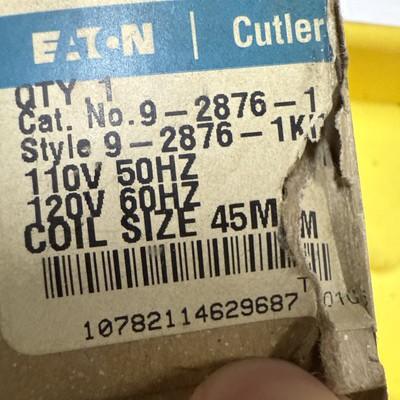 EATON | Cutler
QTY 1
Cat. No. 9-2876-1
Style 9-2876-1K
110V 50HZ
120V 60HZ
COIL SIZE 45M M
10782114629687